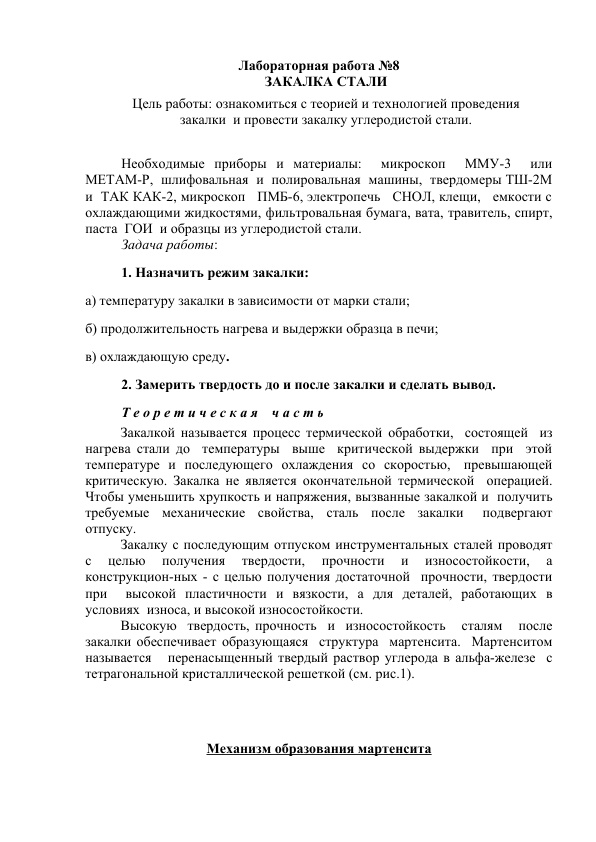 Лабораторная работа №8
ЗАКАЛКА СТАЛИ
Цель работы: ознакомиться с теорией и технологией проведения
закалки и провести закалку углеродистой стали.
Необходимые приборы и материалы: микроскоп ММУ-3 или
МЕТАМ-Р, шлифовальная и полировальная машины, твердомеры ТШ-2М
и ТАК КАК-2, микроскоп ПМБ-6, электропечь СНОЛ, клещи, емкости с
охлаждающими жидкостями, фильтровальная бумага, вата, травитель, спирт,
паста ГОИ и образцы из углеродистой стали.
Задача работы:
1. Назначить режим закалки:
а) температуру закалки в зависимости от марки стали;
б) продолжительность нагрева и выдержки образца в печи;
в) охлаждающую среду.
2. Замерить твердость до и после закалки и сделать вывод.
Т е о р е т и ч е с к а я ч а с т ь
Закалкой называется процесс термической обработки, состоящей из
нагрева стали до температуры выше критической выдержки при этой
температуре и последующего охлаждения со скоростью, превышающей
критическую. Закалка не является окончательной термической операцией.
Чтобы уменьшить хрупкость и напряжения, вызванные закалкой и получить
требуемые механические свойства, сталь после закалки подвергают
отпуску.
Закалку с последующим отпуском инструментальных сталей проводят
с целью получения твердости, прочности и износостойкости, а
конструкцион-ных - с целью получения достаточной прочности, твердости
при высокой пластичности и вязкости, а для деталей, работающих в
условиях износа, и высокой износостойкости.
Высокую твердость, прочность и износостойкость сталям после
закалки обеспечивает образующаяся структура мартенсита. Мартенситом
называется перенасыщенный твердый раствор углерода в альфа-железе с
тетрагональной кристаллической решеткой (см. рис.1).
Механизм образования мартенсита